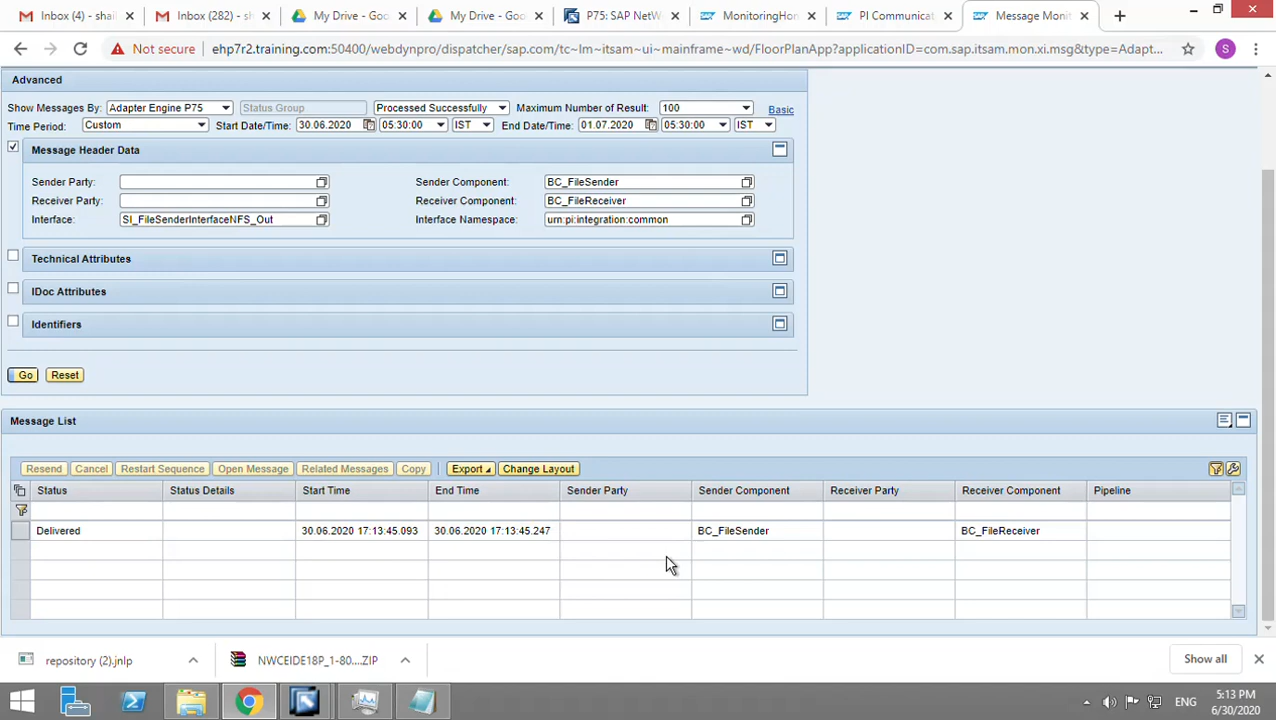 Inbox (4) - shail
Inbox (282) - sh
My Drive - Goo
My Drive - Goo
P75: SAP NetW
MonitoringHor
PI Communicat
Message Monit
Not secure
ehp7r2.training.com:50400/webdynpro/dispatcher/sap.com/tc~lm~itsam~ui~mainframe~wd/FloorPlanApp?applicationID=com.sap.itsam.mon.xi.msg&type=Adapt...
S
Advanced
Show Messages By: Adapter Engine P75 Status Group Processed Successfully Maximum Number of Result: 100 Basic
Time Period: Custom Start Date/Time: 30.06.2020 05:30:00 IST End Date/Time: 01.07.2020 05:30:00 IST
Message Header Data
Sender Party: Sender Component: BC_FileSender
Receiver Party: Receiver Component: BC_FileReceiver
Interface: SI_FileSenderInterfaceNFS_Out Interface Namespace: urn:pi:integration:common
Technical Attributes
IDoc Attributes
Identifiers
Go Reset
Message List
Resend Cancel Restart Sequence Open Message Related Messages Copy Export Change Layout
Status Status Details Start Time End Time Sender Party Sender Component Receiver Party Receiver Component Pipeline
Delivered 30.06.2020 17:13:45.093 30.06.2020 17:13:45.247 BC_FileSender BC_FileReceiver
repository (2).jnlp
NWCEIDE18P_1-80....ZIP
Show all
ENG
5:13 PM
6/30/2020